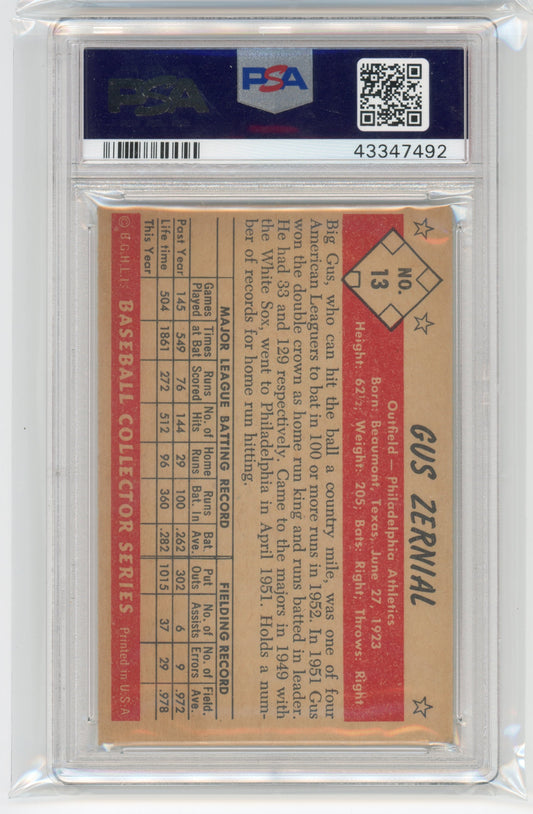 PSA
PSA
43347492
NO.
13
GUS ZERNIAL
Outfield — Philadelphia Athletics
Born: Beaumont, Texas, June 27, 1923
Height: 62½; Weight: 205; Bats: Right; Throws: Right
Big Gus, who can hit the ball a country mile, was one of four
American Leaguers to bat in 100 or more runs in 1952. In 1951 Gus
won the double crown as home run king and runs batted in leader.
He had 33 and 129 respectively. Came to the majors in 1949 with
the White Sox, went to Philadelphia in April 1951. Holds a num-
ber of records for home run hitting.
MAJOR LEAGUE BATTING RECORD FIELDING RECORD
Games Times Runs No. of Home Runs Bat. Put No. of No. of Field.
Played at Bat Scored Hits Runs Bat. In Ave. Outs Assists Errors Ave.
Past Year 145 549 76 144 29 100 .262 302 6 9 .972
Life time 504 1861 272 512 96 360 .282 1015 37 29 .978
This Year
© B.G.H.L.I. BASEBALL COLLECTOR SERIES Printed in U.S.A.